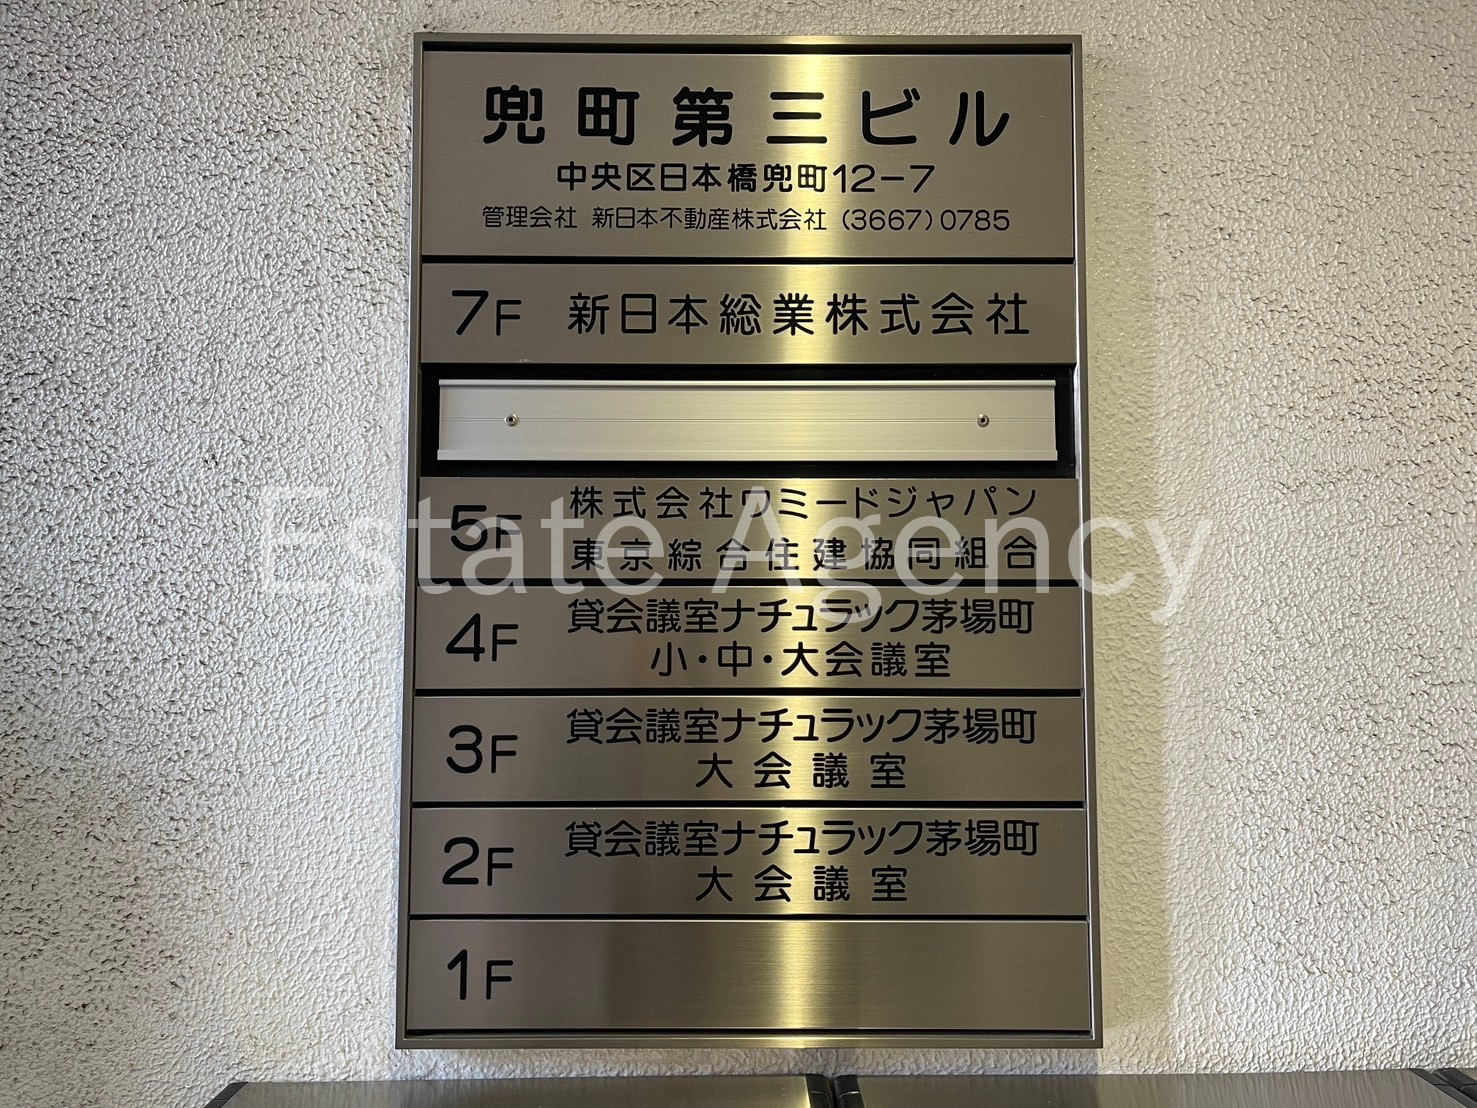 兜町第三ビル
中央区日本橋兜町12-7
管理会社 新日本不動産株式会社 (3667)0785
7F 新日本総業株式会社
5F 株式会社ワミードジャパン
東京綜合住建協同組合
Estate Agency
4F 貸会議室ナチュラック茅場町
小・中・大会議室
3F 貸会議室ナチュラック茅場町
大会議室
2F 貸会議室ナチュラック茅場町
大会議室
1F